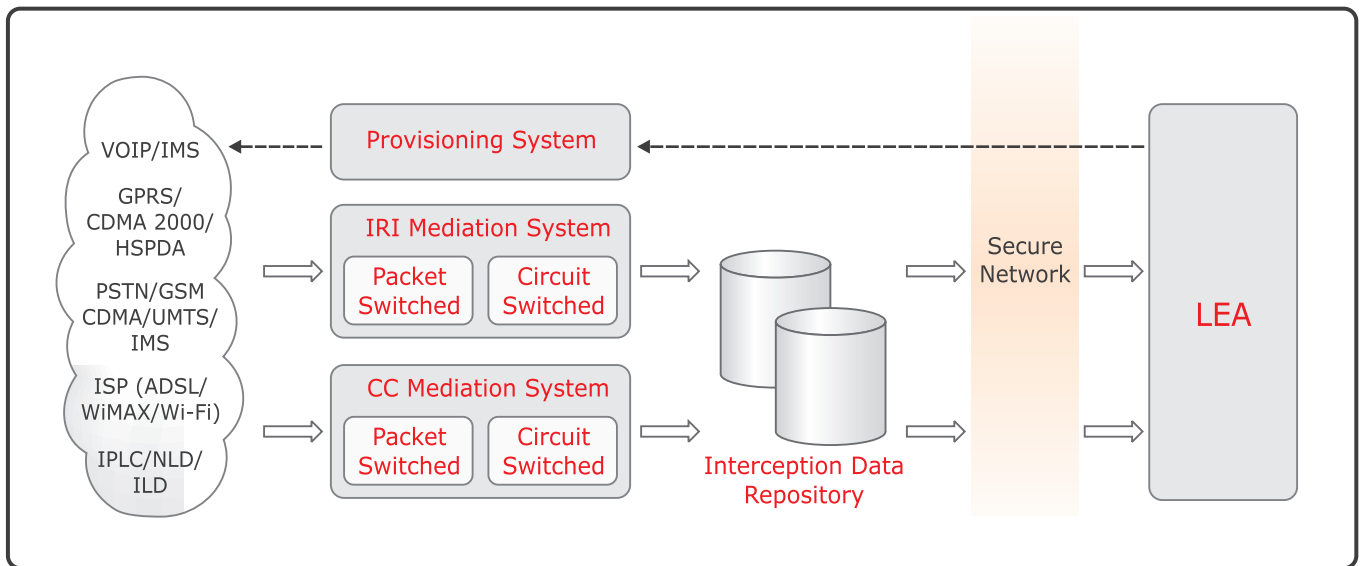 VOIP/IMS
GPRS/
CDMA 2000/
HSPDA
PSTN/GSM
CDMA/UMTS/
IMS
ISP (ADSL/
WiMAX/Wi-Fi)
IPLC/NLD/
ILD
Provisioning System
IRI Mediation System
Packet
Switched
Circuit
Switched
CC Mediation System
Packet
Switched
Circuit
Switched
Interception Data
Repository
Secure
Network
LEA